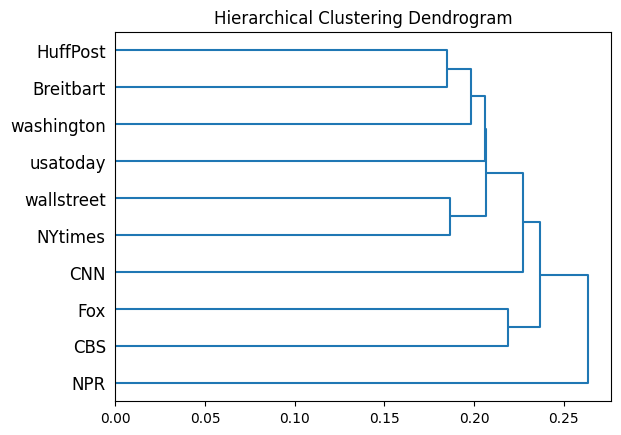 Hierarchical Clustering Dendrogram
HuffPost
Breitbart
washington
usatoday
wallstreet
NYtimes
CNN
Fox
CBS
NPR
0.00 0.05 0.10 0.15 0.20 0.25